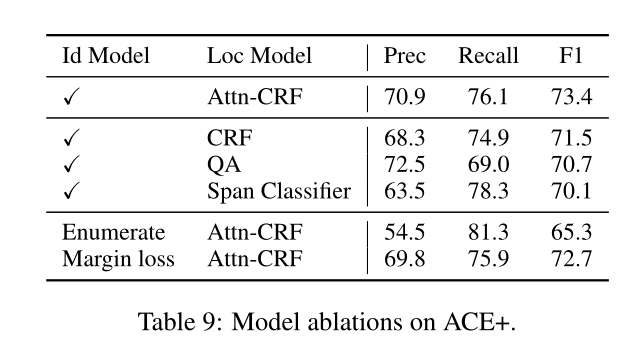 Id Model Loc Model Prec Recall F1
✓ Attn-CRF 70.9 76.1 73.4
✓ CRF 68.3 74.9 71.5
✓ QA 72.5 69.0 70.7
✓ Span Classifier 63.5 78.3 70.1
Enumerate Attn-CRF 54.5 81.3 65.3
Margin loss Attn-CRF 69.8 75.9 72.7
Table 9: Model ablations on ACE+.